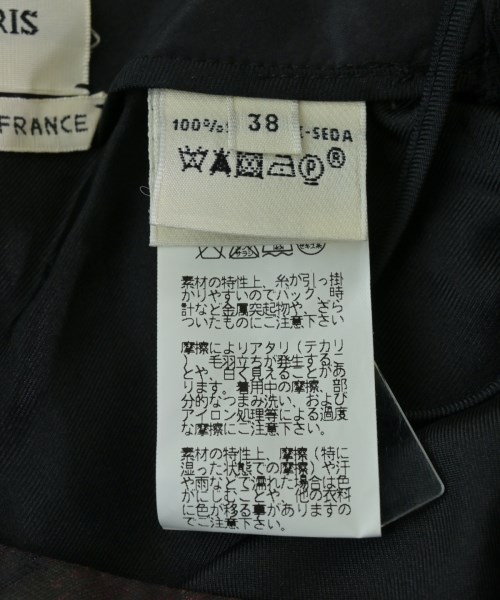 RIS
FRANCE
38
100% -SEDA
P ®
素材の特性上、糸が引っ掛
かりやすいのでバック、時
計など金属突起物や、ざら
ついたものにご注意下さい
摩擦によりアタリ(テカリ
)、毛羽立ちが発生するこ
とや、白く見えることがあ
ります。着用中の摩擦、部
分的なつまみ洗い、および
アイロン処理等による過度
な摩擦にご注意下さい。
素材の特性上、摩擦(特に
湿った状態での摩擦)や汗
や雨などで濡れた場合は色
がにじむことや、他の衣料
に色が移る事がありますの
でご注意下さい。